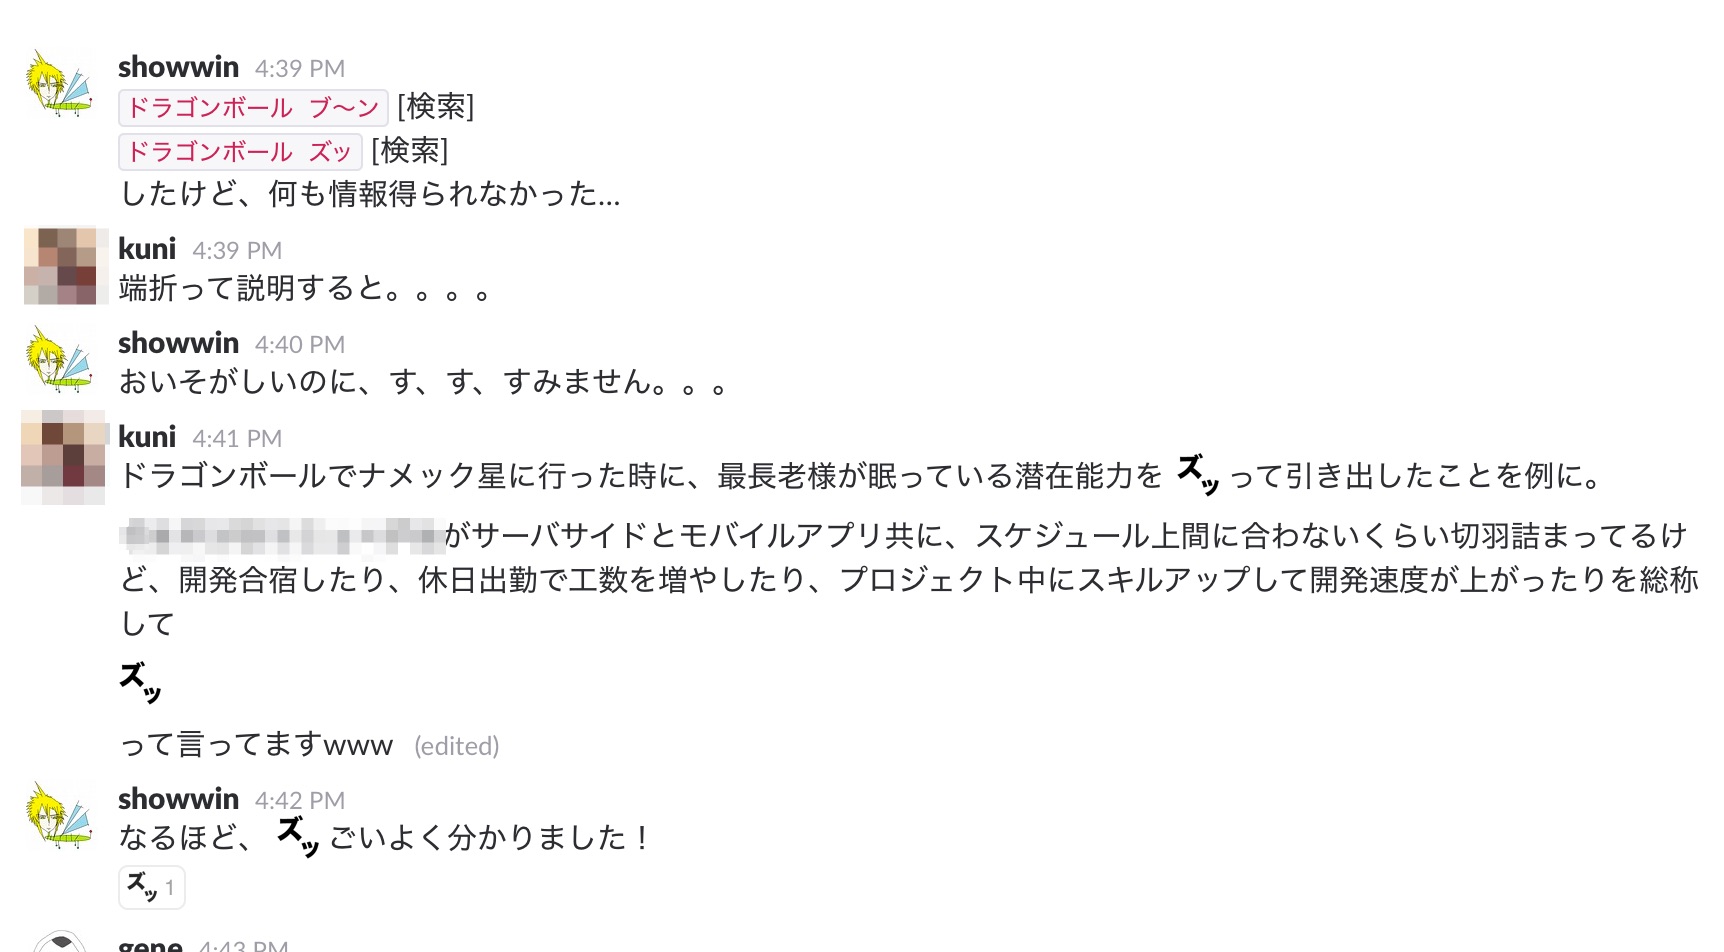 showwin 4:39 PM
ドラゴンボール ブ〜ン [検索]
ドラゴンボール ズッ [検索]
したけど、何も情報得られなかった...
kuni 4:39 PM
端折って説明すると。。。。
showwin 4:40 PM
おいそがしいのに、す、す、すみません。。。
kuni 4:41 PM
ドラゴンボールでナメック星に行った時に、最長老様が眠っている潜在能力を ズッ って引き出したことを例に。
がサーバサイドとモバイルアプリ共に、スケジュール上間に合わないくらい切羽詰まってるけ
ど、開発合宿したり、休日出勤で工数を増やしたり、プロジェクト中にスキルアップして開発速度が上がったりを総称
して
ズッ
って言ってますwww (edited)
showwin 4:42 PM
なるほど、 ズッ ごいよく分かりました！
ズッ 1
gene 4:43 PM